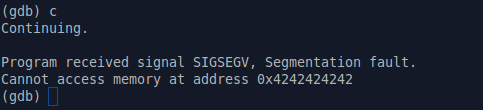 (gdb) c
Continuing.
Program received signal SIGSEGV, Segmentation fault.
Cannot access memory at address 0x4242424242
(gdb)